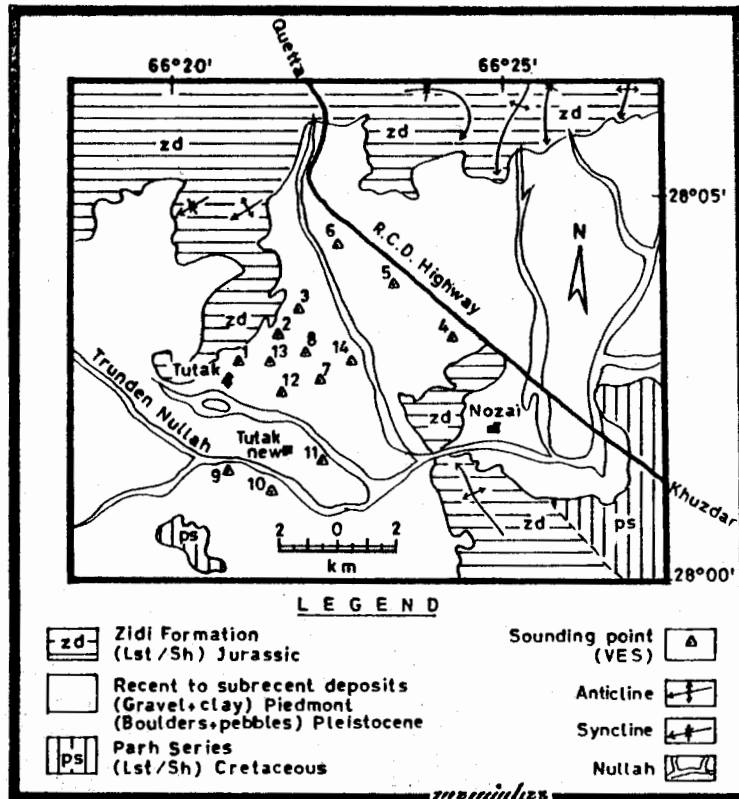 Quetta
66°20'
66°25'
zd
zd
zd
28°05'
N
R.C.D. Highway
6
5
4
3
2
zd
8
1
13
14
7
12
Tutak
Trunden Nullah
zd
Nozai
Tutak
new
11
9
10
Khuzdar
zd
ps
ps
2 0 2
km
28°00'
LEGEND
zd
Zidi Formation
(Lst/Sh) Jurassic
Recent to subrecent deposits
(Gravel+clay) Piedmont
(Boulders+pebbles) Pleistocene
ps
Parh Series
(Lst/Sh) Cretaceous
Sounding point
(VES)
Anticline
Syncline
Nullah